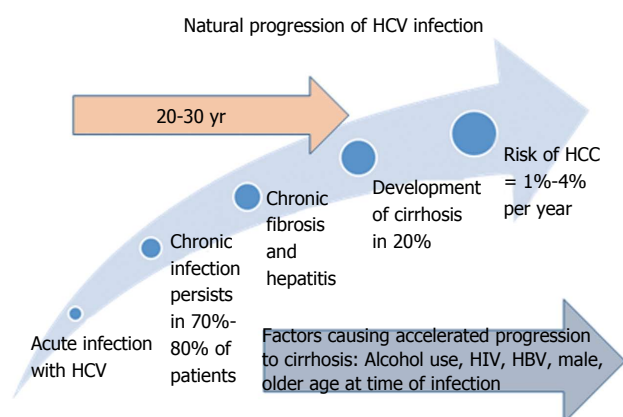 Natural progression of HCV infection
20-30 yr
Acute infection
with HCV
Chronic
infection
persists
in 70%-
80% of
patients
Chronic
fibrosis
and
hepatitis
Development
of cirrhosis
in 20%
Risk of HCC
= 1%-4%
per year
Factors causing accelerated progression
to cirrhosis: Alcohol use, HIV, HBV, male,
older age at time of infection